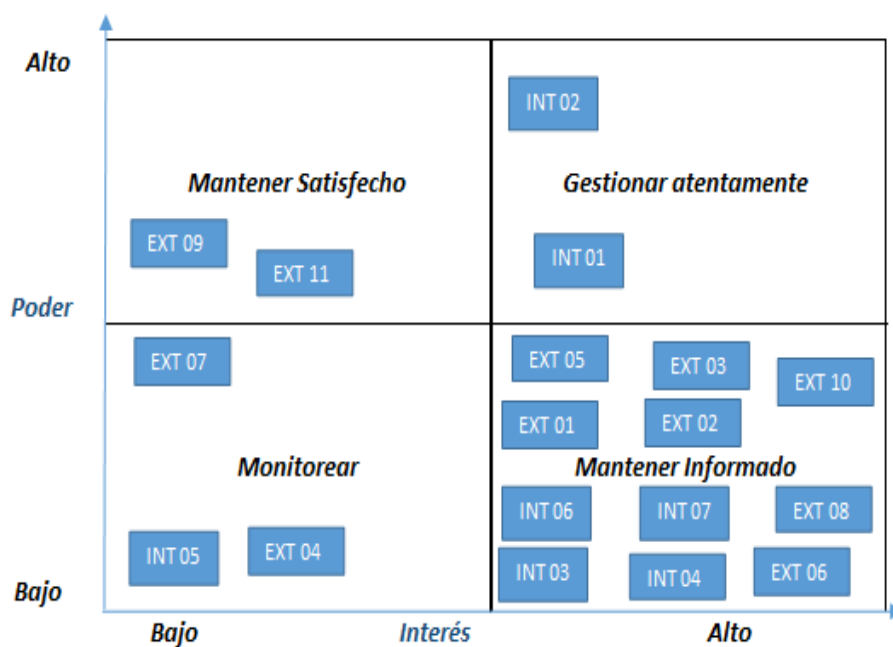 Alto
INT 02
Mantener Satisfecho
Gestionar atentamente
EXT 09
EXT 11
INT 01
Poder
EXT 07
EXT 05
EXT 03
EXT 10
EXT 01
EXT 02
Monitorear
Mantener Informado
INT 06
INT 07
EXT 08
INT 05
EXT 04
INT 03
INT 04
EXT 06
Bajo
Bajo
Interés
Alto